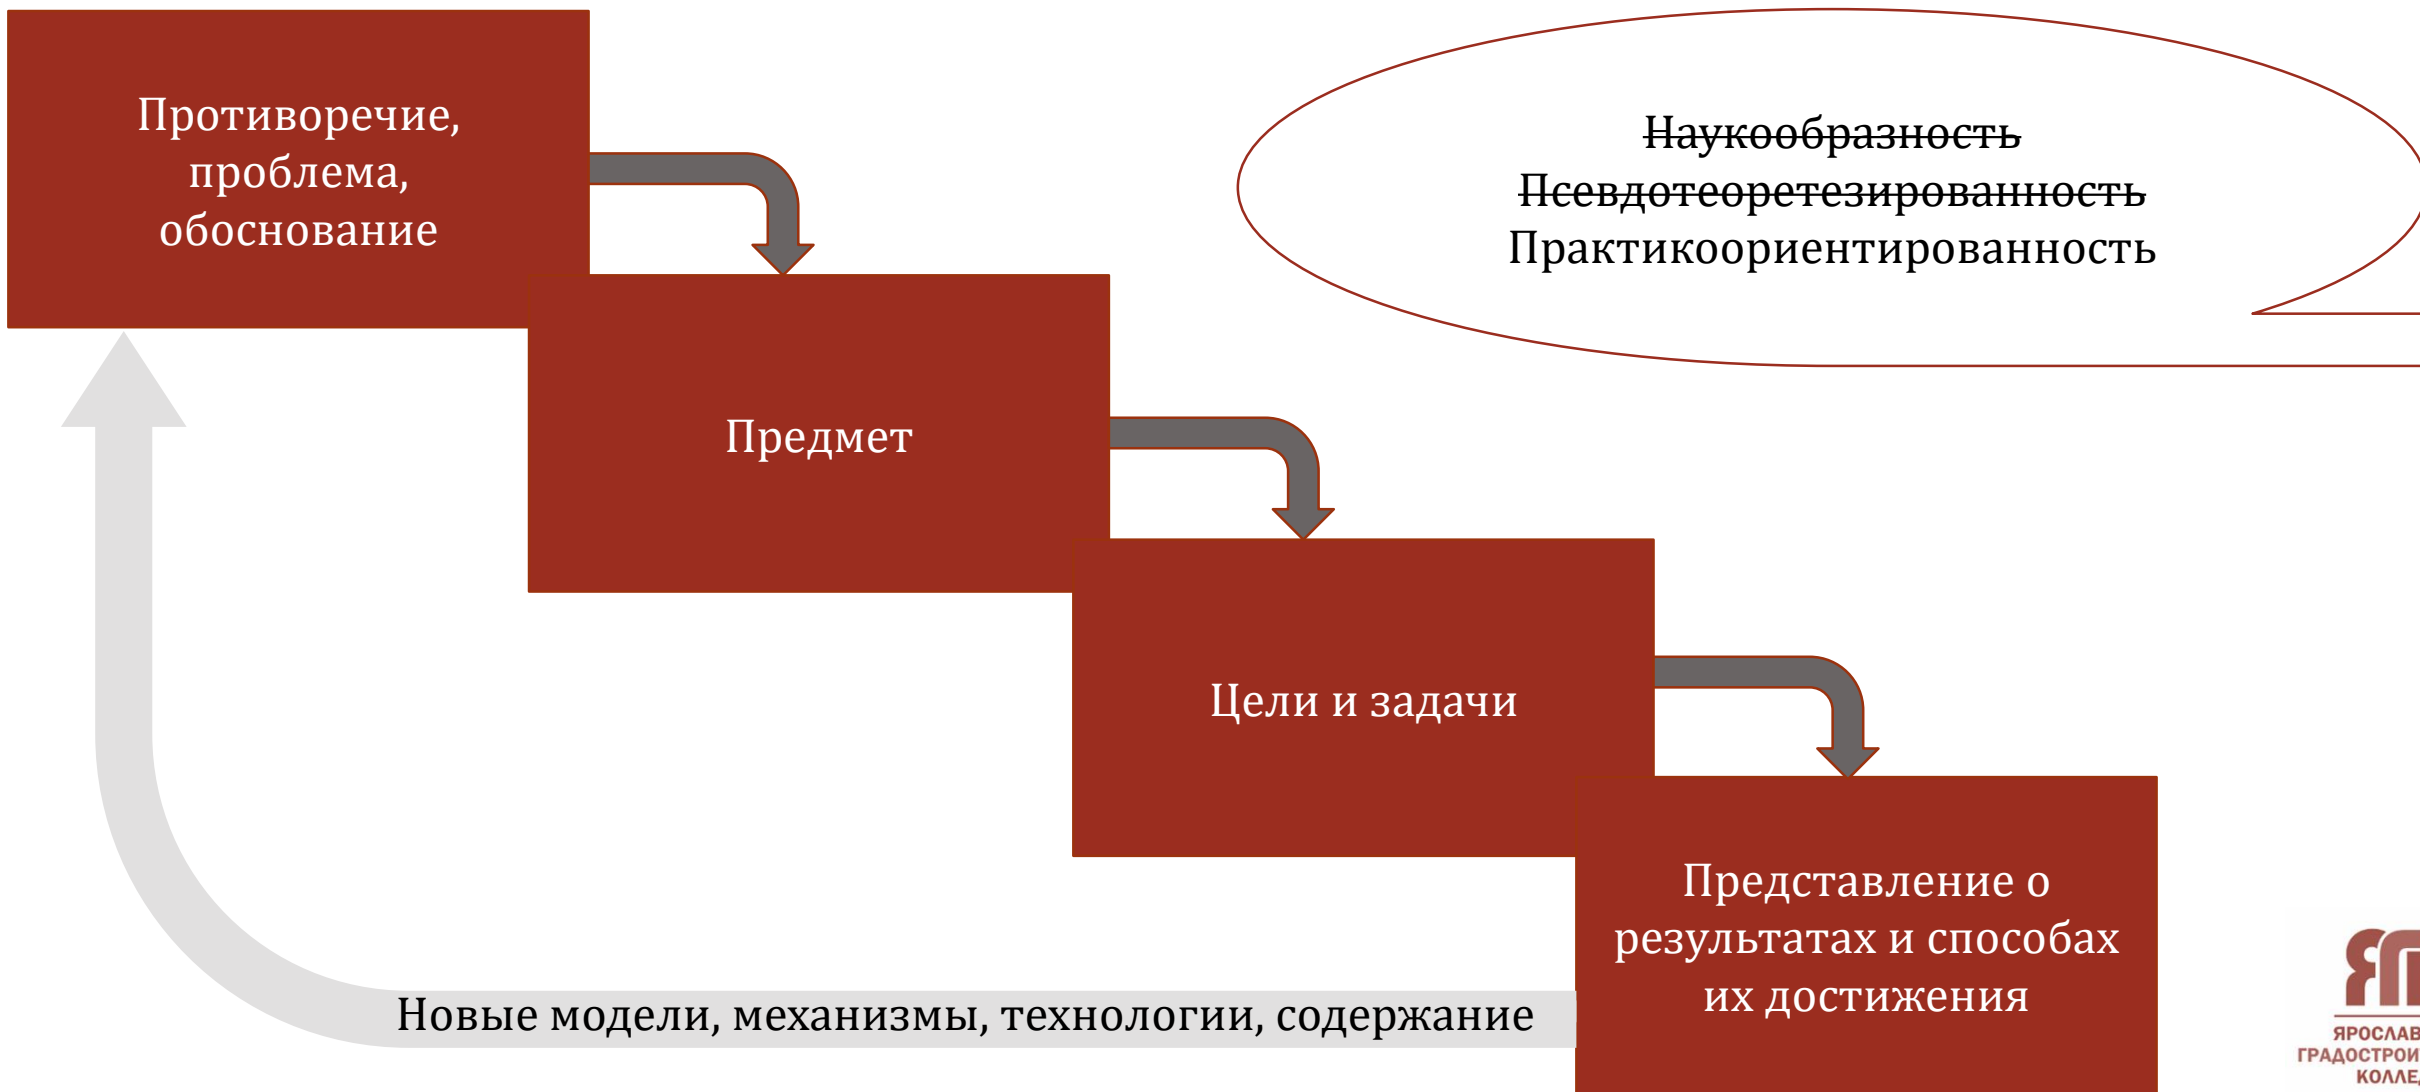 Противоречие,
проблема,
обоснование
Наукообразность
Псевдотеоретезированность
Практикоориентированность
Предмет
Цели и задачи
Представление о
результатах и способах
их достижения
Новые модели, механизмы, технологии, содержание